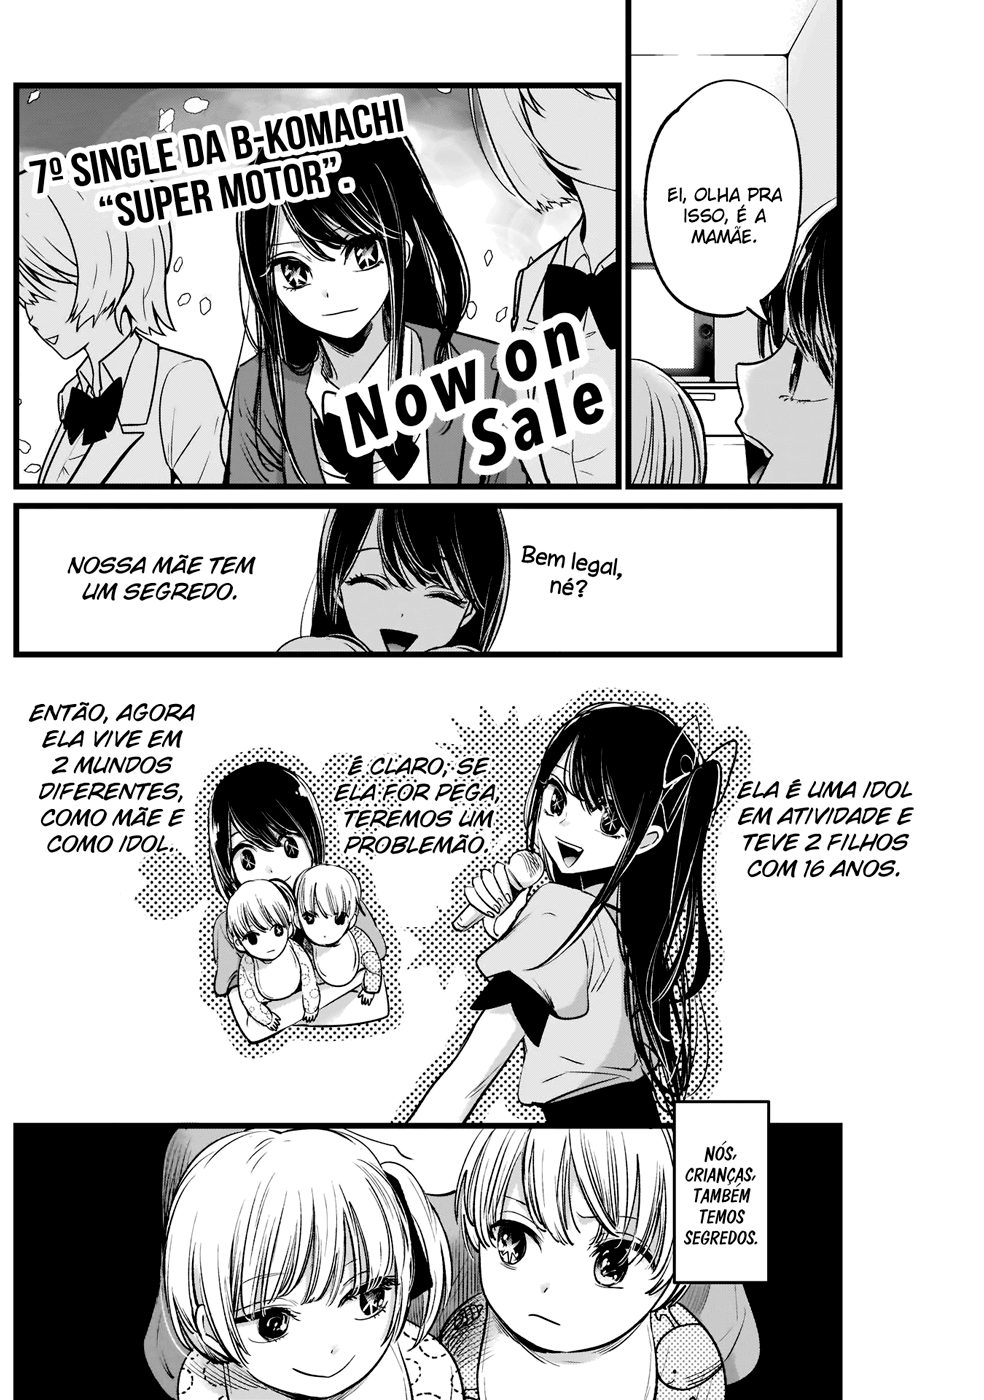 EI, OLHA PRA
ISSO, É A
MAMÃE.
7º SINGLE DA B-KOMACHI
“SUPER MOTOR”.
Now on
Sale
Bem legal,
né?
NOSSA MÃE TEM
UM SEGREDO.
ELA É UMA IDOL
EM ATIVIDADE E
TEVE 2 FILHOS
COM 16 ANOS.
É CLARO, SE
ELA FOR PEGA
TEREMOS UM
PROBLEMÃO.
ENTÃO, AGORA
ELA VIVE EM
2 MUNDOS
DIFERENTES,
COMO MÃE E
COMO IDOL.
NÓS,
CRIANÇAS,
TAMBÉM
TEMOS
SEGREDOS.